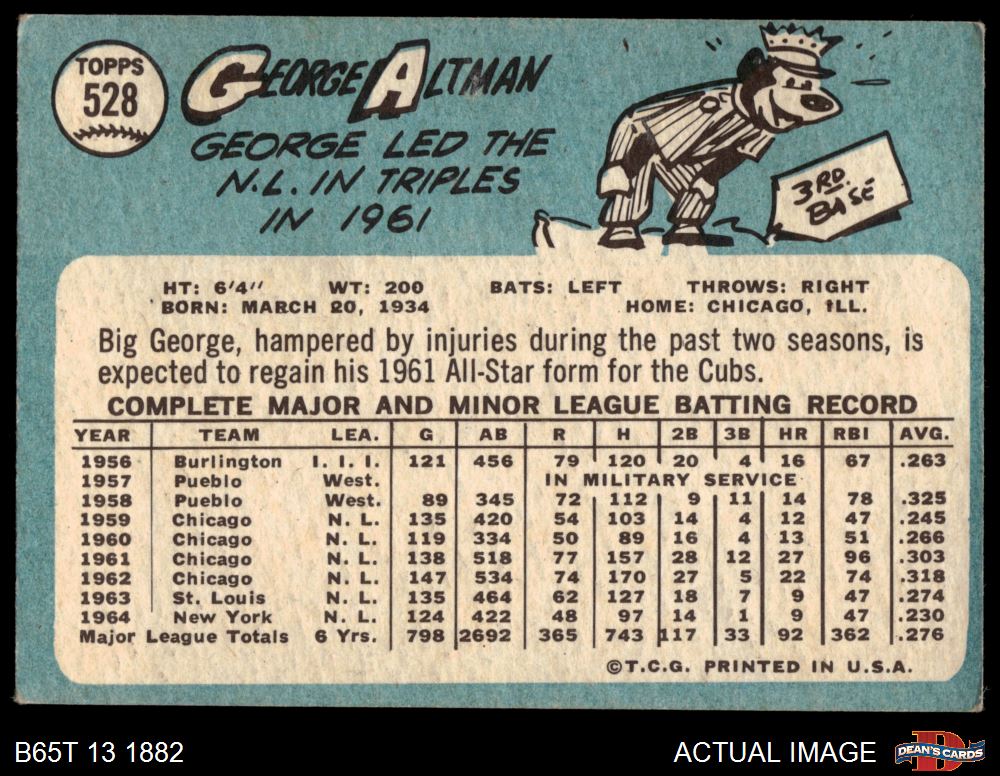 TOPPS
528
GEORGE ALTMAN
GEORGE LED THE
N.L. IN TRIPLES
IN 1961
3RD.
BASE
HT: 6'4" WT: 200 BATS: LEFT THROWS: RIGHT
BORN: MARCH 20, 1934 HOME: CHICAGO, ILL.
Big George, hampered by injuries during the past two seasons, is
expected to regain his 1961 All-Star form for the Cubs.
COMPLETE MAJOR AND MINOR LEAGUE BATTING RECORD
YEAR TEAM LEA. G AB R H 2B 3B HR RBI AVG.
1956 Burlington I. I. I. 121 456 79 120 20 4 16 67 .263
1957 Pueblo West. IN MILITARY SERVICE
1958 Pueblo West. 89 345 72 112 9 11 14 78 .325
1959 Chicago N. L. 135 420 54 103 14 4 12 47 .245
1960 Chicago N. L. 119 334 50 89 16 4 13 51 .266
1961 Chicago N. L. 138 518 77 157 28 12 27 96 .303
1962 Chicago N. L. 147 534 74 170 27 5 22 74 .318
1963 St. Louis N. L. 135 464 62 127 18 7 9 47 .274
1964 New York N. L. 124 422 48 97 14 1 9 47 .230
Major League Totals 6 Yrs. 798 2692 365 743 117 33 92 362 .276
©T.C.G. PRINTED IN U.S.A.
B65T 13 1882 ACTUAL IMAGE DEAN'S CARDS